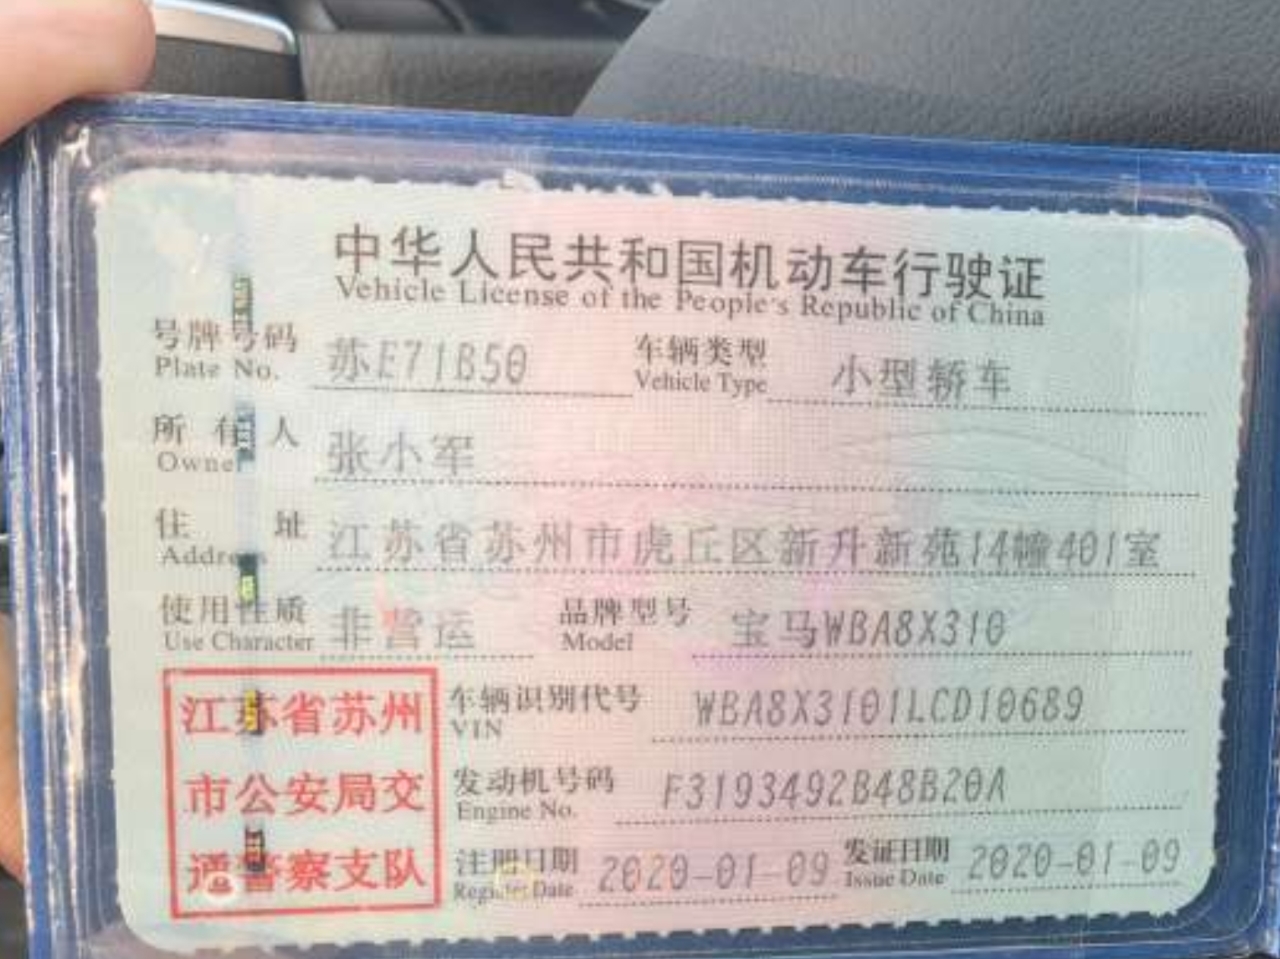 中华人民共和国机动车行驶证
Vehicle License of the People's Republic of China
号牌号码 苏E71B50 车辆类型 小型轿车
Plate No. Vehicle Type
所有人 张小军
Owner
住址 江苏省苏州市虎丘区新升新苑14幢401室
Address
使用性质 非营运 品牌型号 宝马WBA8X310
Use Character Model
江苏省苏州
市公安局交
通警察支队
车辆识别代号 WBA8X3101LCD10689
VIN
发动机号码 F3193492B48B20A
Engine No.
注册日期 2020-01-09 发证日期 2020-01-09
Register Date Issue Date